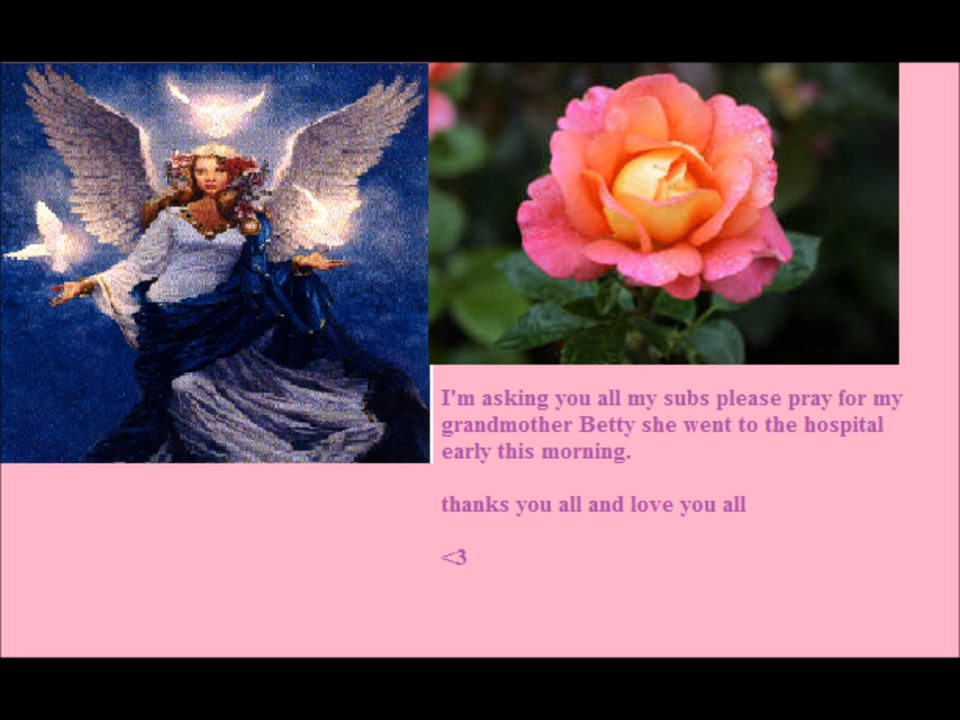 I'm asking you all my subs please pray for my
grandmother Betty she went to the hospital
early this morning.
thanks you all and love you all
<3